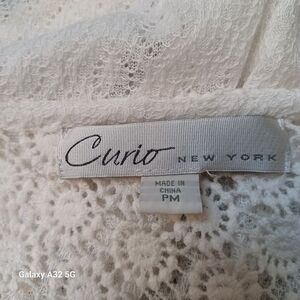 Curio NEW YORK
MADE IN
CHINA
PM
Galaxy A32 5G